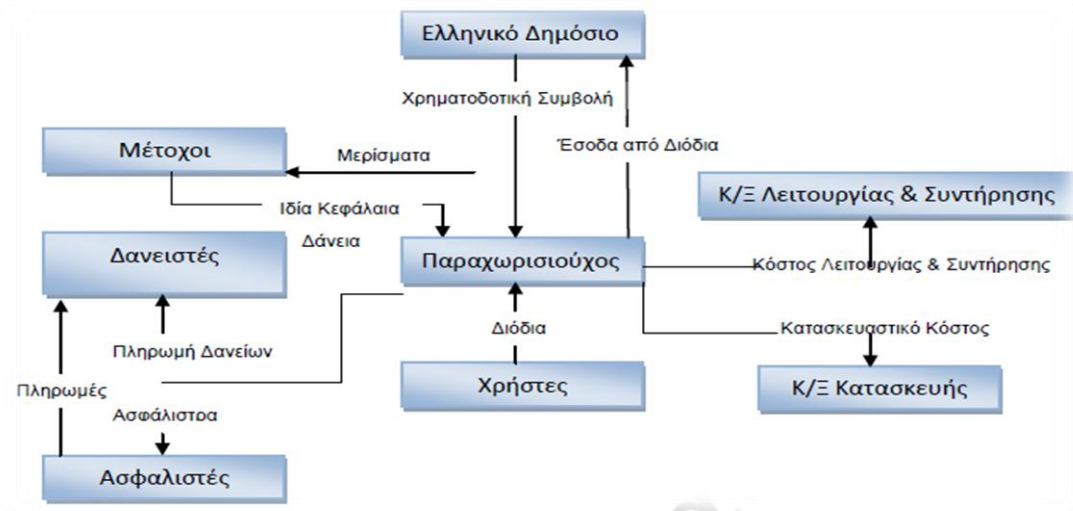 Ελληνικό Δημόσιο
Χρηματοδοτική Συμβολή
Μέτοχοι
Μερίσματα
Έσοδα από Διόδια
Κ/Ξ Λειτουργίας & Συντήρησης
Ιδία Κεφάλαια
Δάνεια
Δανειστές
Παραχωρισιούχος
Κόστος Λειτουργίας & Συντήρησης
Διόδια
Κατασκευαστικό Κόστος
Πληρωμή Δανείων
Πληρωμές
Χρήστες
Κ/Ξ Κατασκευής
Ασφάλιστρα
Ασφαλιστές